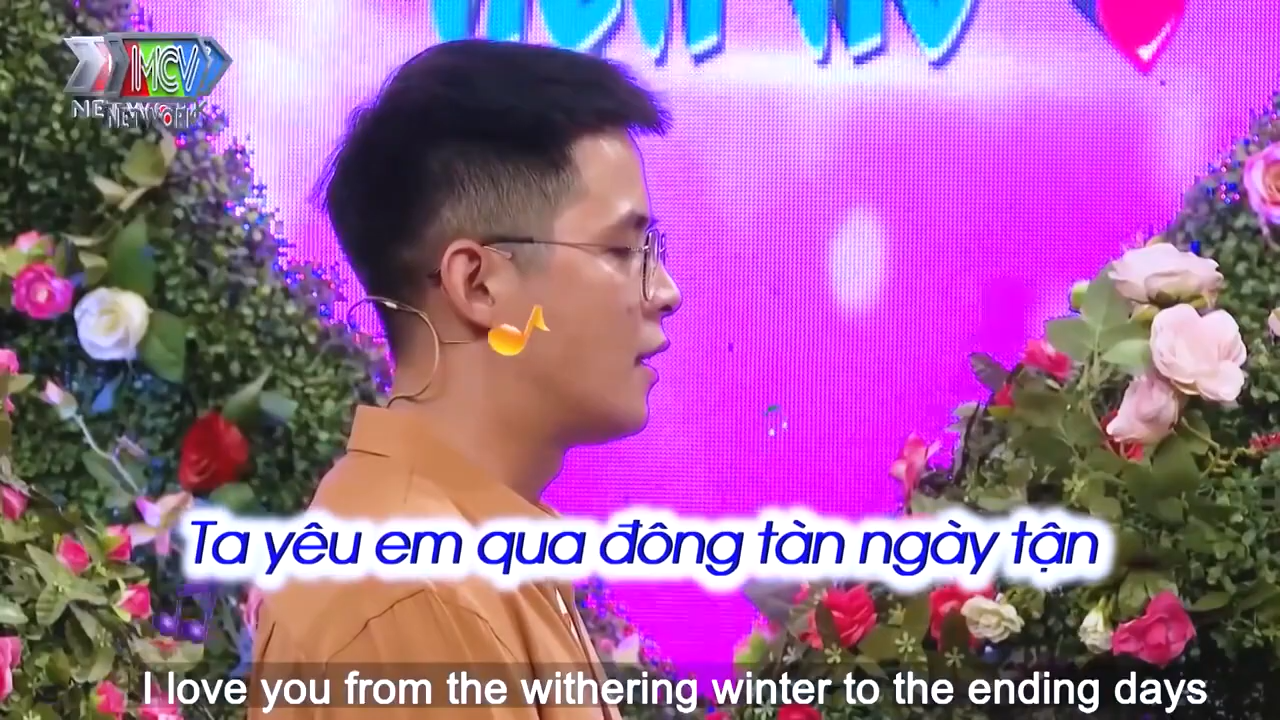 MCV
NETWORK
Ta yêu em qua đông tàn ngày tận
I love you from the withering winter to the ending days